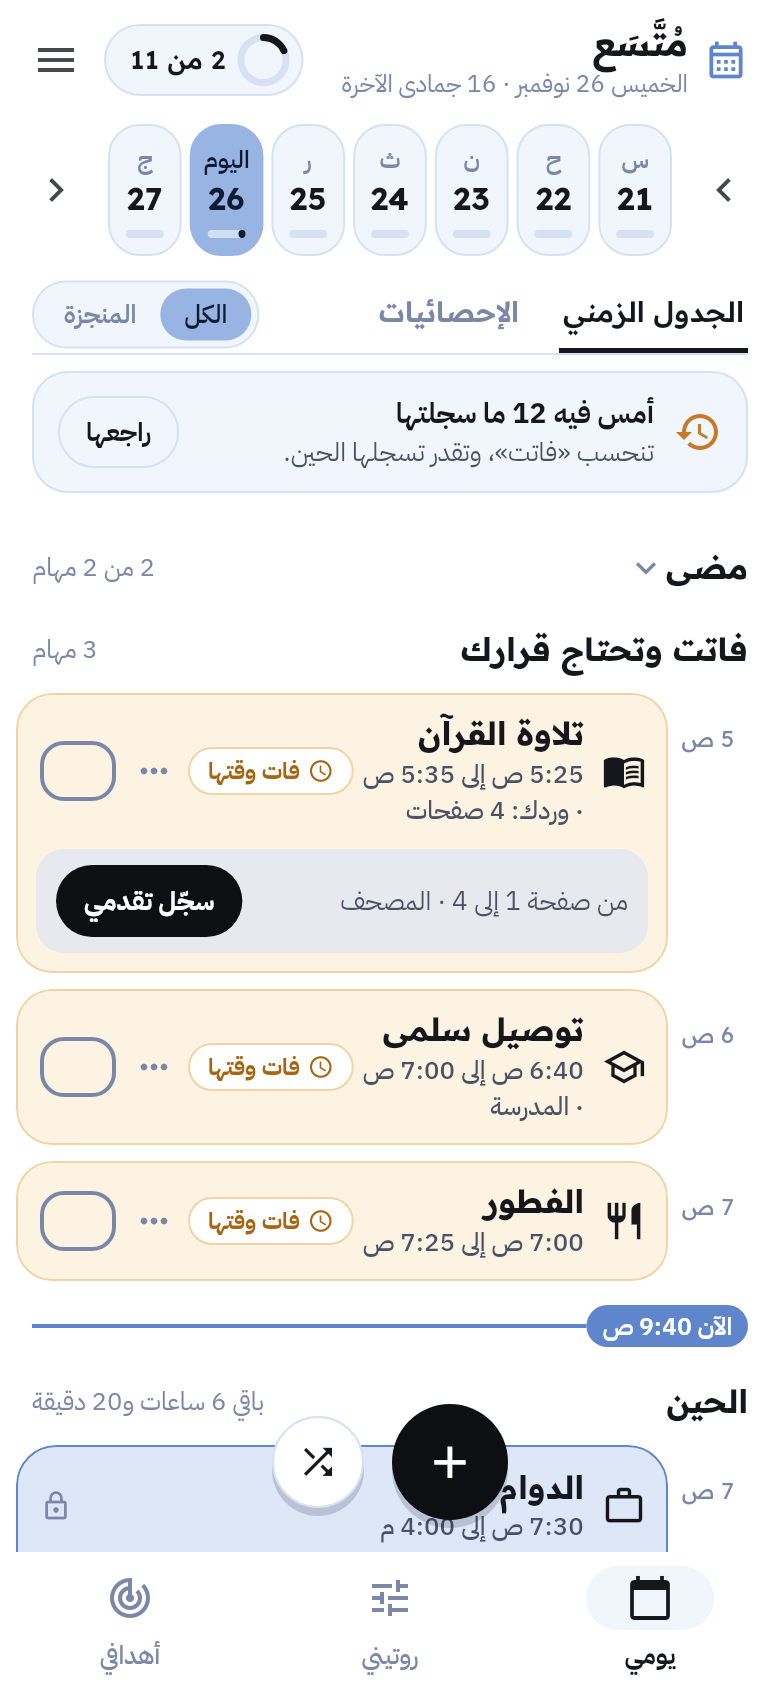 مُتَّسَع
الخميس 26 نوفمبر · 16 جمادى الآخرة
2 من 11
س 21
ح 22
ن 23
ث 24
ر 25
اليوم 26
ج 27
الجدول الزمني
الإحصائيات
الكل
المنجزة
أمس فيه 12 ما سجلتها
تنحسب «فاتت»، وتقدر تسجلها الحين.
راجعها
مضى
2 من 2 مهام
فاتت وتحتاج قرارك
3 مهام
5 ص
تلاوة القرآن
5:25 ص إلى 5:35 ص
· وردك: 4 صفحات
فات وقتها
من صفحة 1 إلى 4 · المصحف
سجّل تقدمي
6 ص
توصيل سلمى
6:40 ص إلى 7:00 ص
· المدرسة
فات وقتها
7 ص
الفطور
7:00 ص إلى 7:25 ص
فات وقتها
الآن 9:40 ص
الحين
باقي 6 ساعات و20 دقيقة
7 ص
الدوام
7:30 ص إلى 4:00 م
يومي
روتيني
أهدافي